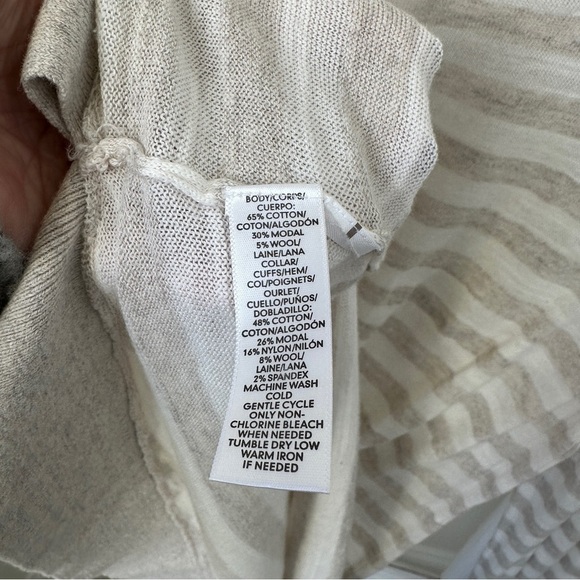 BODY/CORPS/
CUERPO:
65% COTTON/
COTON/ALGODÓN
30% MODAL
5% WOOL/
LAINE/LANA
COLLAR/
CUFFS/HEM/
COL/POIGNETS/
OURLET/
CUELLO/PUÑOS/
DOBLADILLO:
48% COTTON/
COTON/ALGODÓN
26% MODAL
16% NYLON/NILÓN
8% WOOL/
LAINE/LANA
2% SPANDEX
MACHINE WASH
COLD
GENTLE CYCLE
ONLY NON-
CHLORINE BLEACH
WHEN NEEDED
TUMBLE DRY LOW
WARM IRON
IF NEEDED